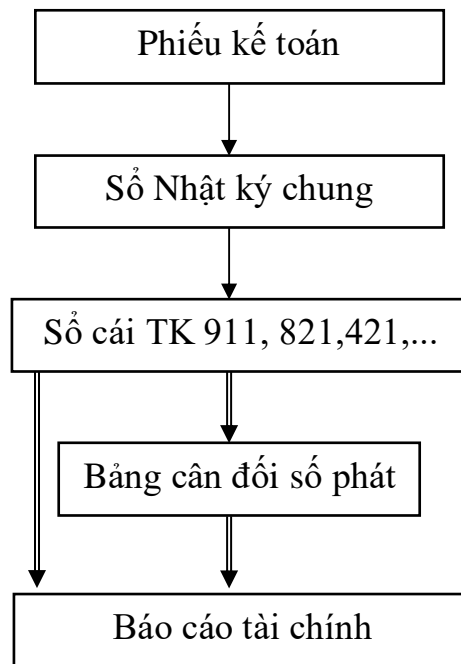 Phiếu kế toán
Sổ Nhật ký chung
Sổ cái TK 911, 821,421,...
Bảng cân đối số phát
Báo cáo tài chính